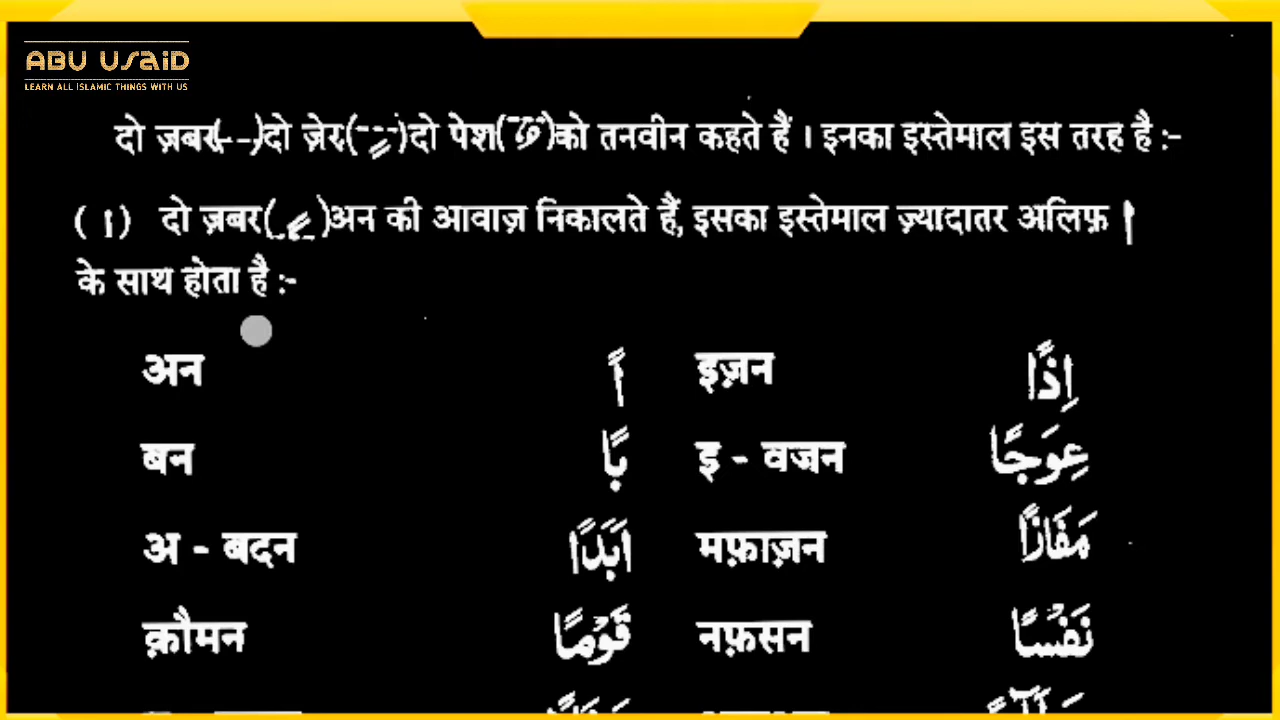 ABU USAID
LEARN ALL ISLAMIC THINGS WITH US
दो ज़बर(--)दो ज़ेर(---)दो पेश( ٌ )को तनवीन कहते हैं । इनका इस्तेमाल इस तरह है :-
( 1 ) दो ज़बर( ً )अन की आवाज़ निकालते हैं, इसका इस्तेमाल ज़्यादातर अलिफ़ ا
के साथ होता है :-
अन اً इज़न اِذًا
बन بًا इ - वजन عِوَجًا
अ - बदन اَبَدًا मफ़ाज़न مَفَازًا
क़ौमन قَوْمًا नफ़सन نَفْسًا